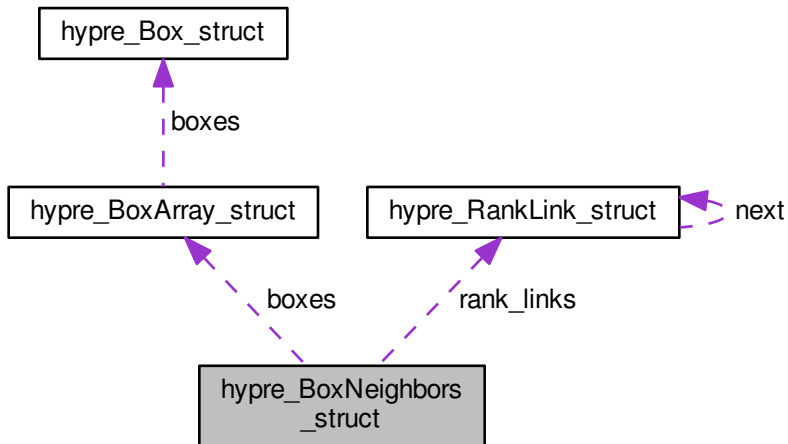 hypre_Box_struct
boxes
hypre_BoxArray_struct
hypre_RankLink_struct
next
boxes
rank_links
hypre_BoxNeighbors
_struct